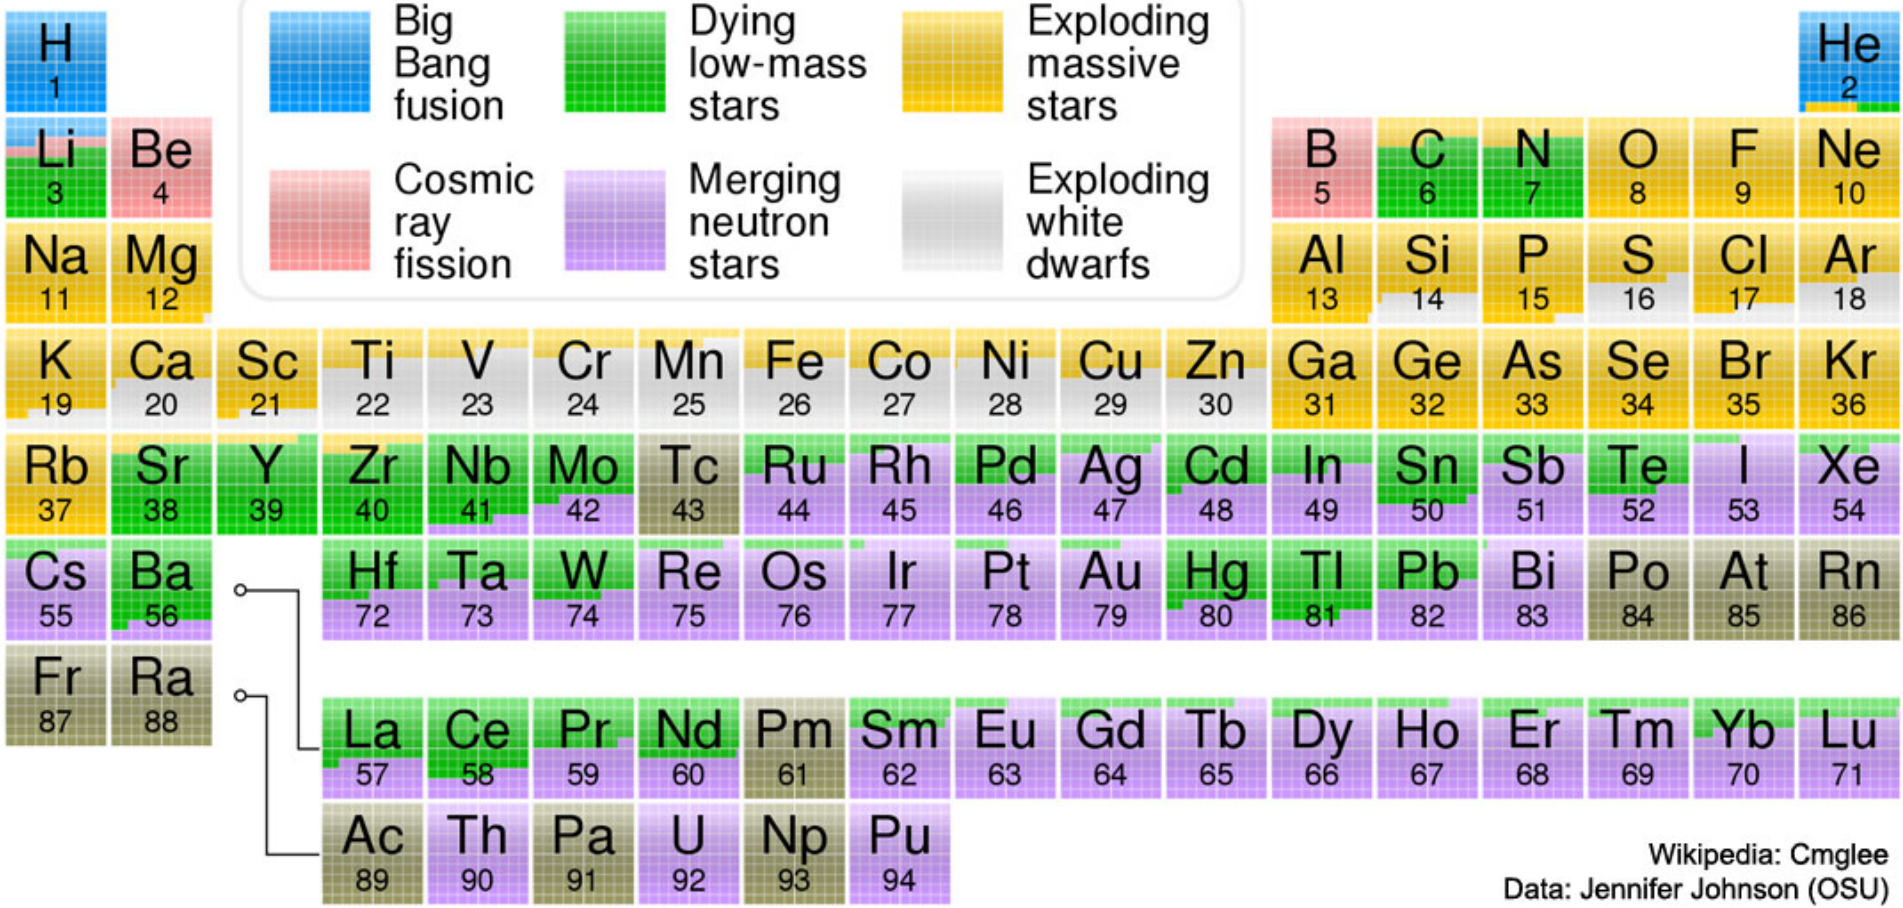 H
1
Big
Bang
fusion
Dying
low-mass
stars
Exploding
massive
stars
He
2
Li
3
Be
4
Cosmic
ray
fission
Merging
neutron
stars
Exploding
white
dwarfs
B
5
C
6
N
7
O
8
F
9
Ne
10
Na
11
Mg
12
Al
13
Si
14
P
15
S
16
Cl
17
Ar
18
K
19
Ca
20
Sc
21
Ti
22
V
23
Cr
24
Mn
25
Fe
26
Co
27
Ni
28
Cu
29
Zn
30
Ga
31
Ge
32
As
33
Se
34
Br
35
Kr
36
Rb
37
Sr
38
Y
39
Zr
40
Nb
41
Mo
42
Tc
43
Ru
44
Rh
45
Pd
46
Ag
47
Cd
48
In
49
Sn
50
Sb
51
Te
52
I
53
Xe
54
Cs
55
Ba
56
Hf
72
Ta
73
W
74
Re
75
Os
76
Ir
77
Pt
78
Au
79
Hg
80
Tl
81
Pb
82
Bi
83
Po
84
At
85
Rn
86
Fr
87
Ra
88
La
57
Ce
58
Pr
59
Nd
60
Pm
61
Sm
62
Eu
63
Gd
64
Tb
65
Dy
66
Ho
67
Er
68
Tm
69
Yb
70
Lu
71
Ac
89
Th
90
Pa
91
U
92
Np
93
Pu
94
Wikipedia: Cmglee
Data: Jennifer Johnson (OSU)